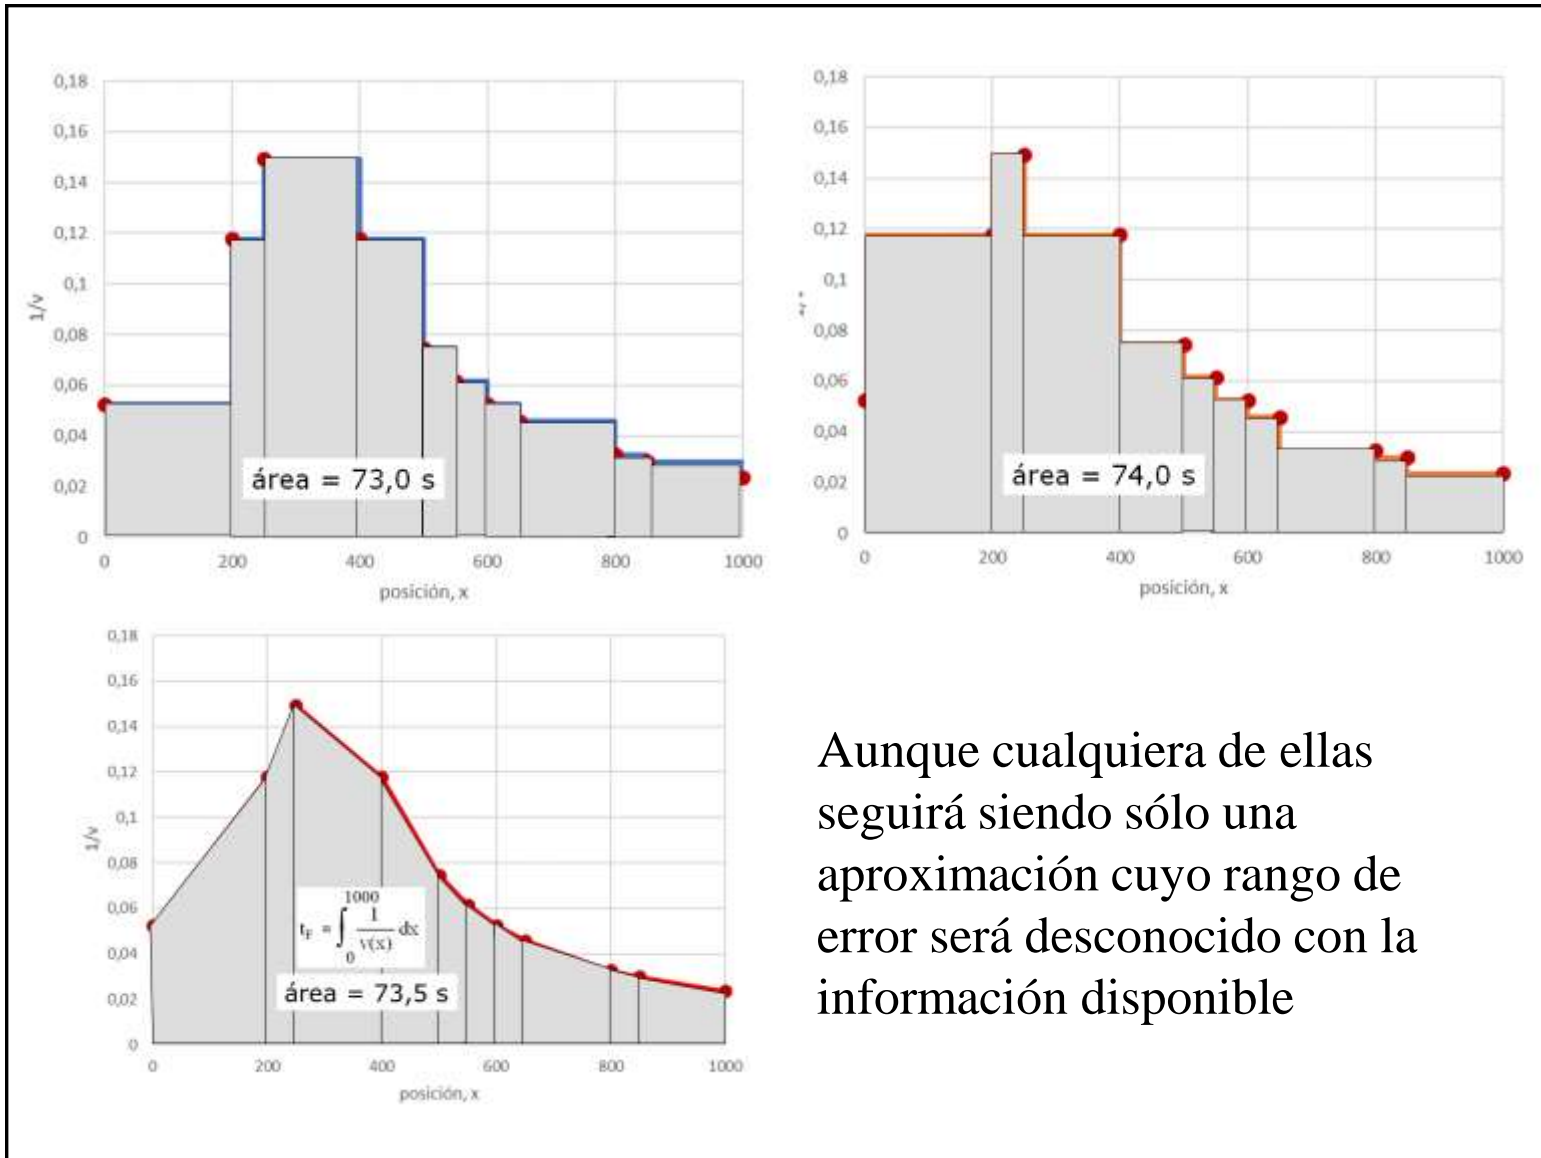 0,18
0,16
0,14
0,12
0,1
0,08
0,06
0,04
0,02
0
1/v
área = 73,0 s
0 200 400 600 800 1000
posición, x
0,18
0,16
0,14
0,12
0,1
0,08
0,06
0,04
0,02
0
área = 74,0 s
0 200 400 600 800 1000
posición, x
0,18
0,16
0,14
0,12
0,1
0,08
0,06
0,04
0,02
0
1/v
1000
t_F = ∫ 1/v(x) dx
0
área = 73,5 s
0 200 400 600 800 1000
posición, x
Aunque cualquiera de ellas
seguirá siendo sólo una
aproximación cuyo rango de
error será desconocido con la
información disponible